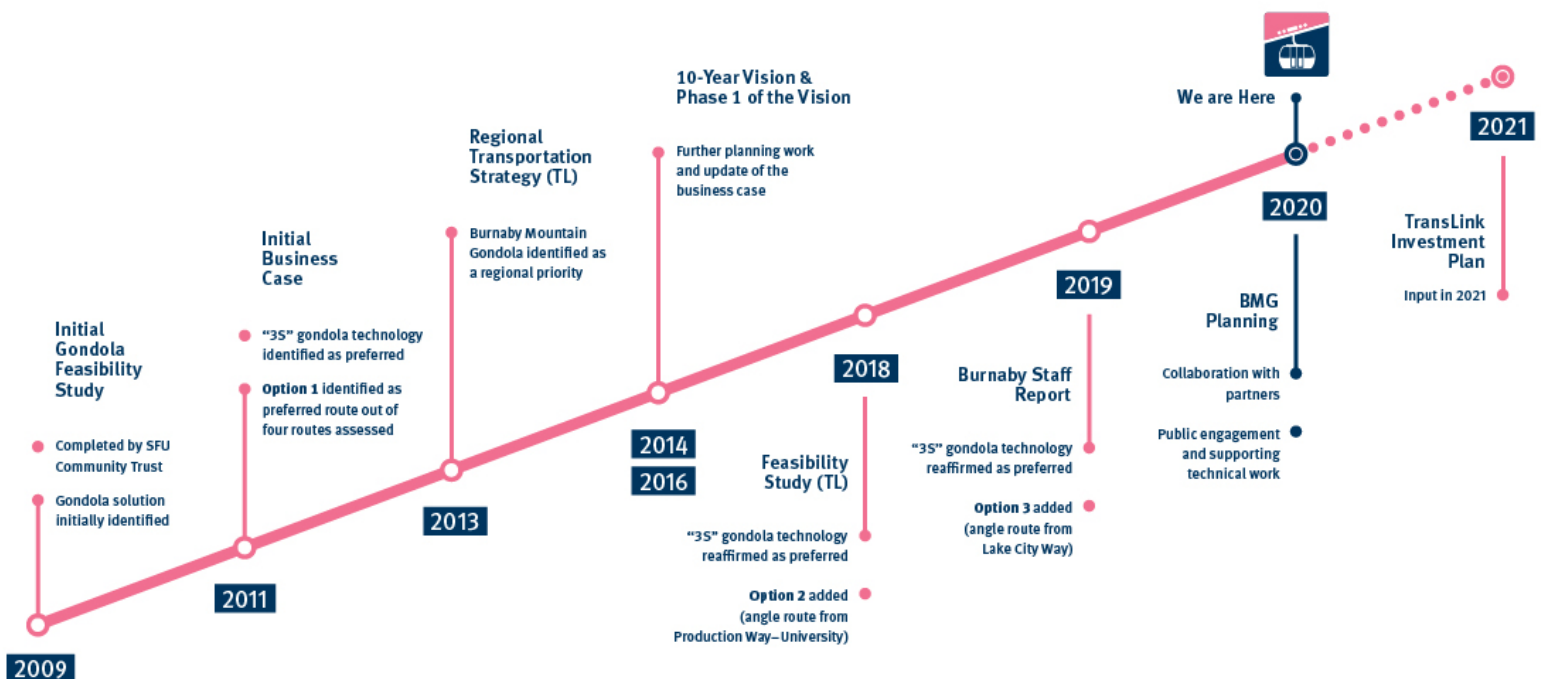 Initial
Gondola
Feasibility
Study
Completed by SFU
Community Trust
Gondola solution
initially identified
2009
Initial
Business
Case
“3S” gondola technology
identified as preferred
Option 1 identified as
preferred route out of
four routes assessed
2011
Regional
Transportation
Strategy (TL)
Burnaby Mountain
Gondola identified as
a regional priority
2013
10-Year Vision &
Phase 1 of the Vision
Further planning work
and update of the
business case
2014
2016
2018
Feasibility
Study (TL)
“3S” gondola technology
reaffirmed as preferred
Option 2 added
(angle route from
Production Way–University)
2019
Burnaby Staff
Report
“3S” gondola technology
reaffirmed as preferred
Option 3 added
(angle route from
Lake City Way)
We are Here
2020
BMG
Planning
Collaboration with
partners
Public engagement
and supporting
technical work
2021
TransLink
Investment
Plan
Input in 2021